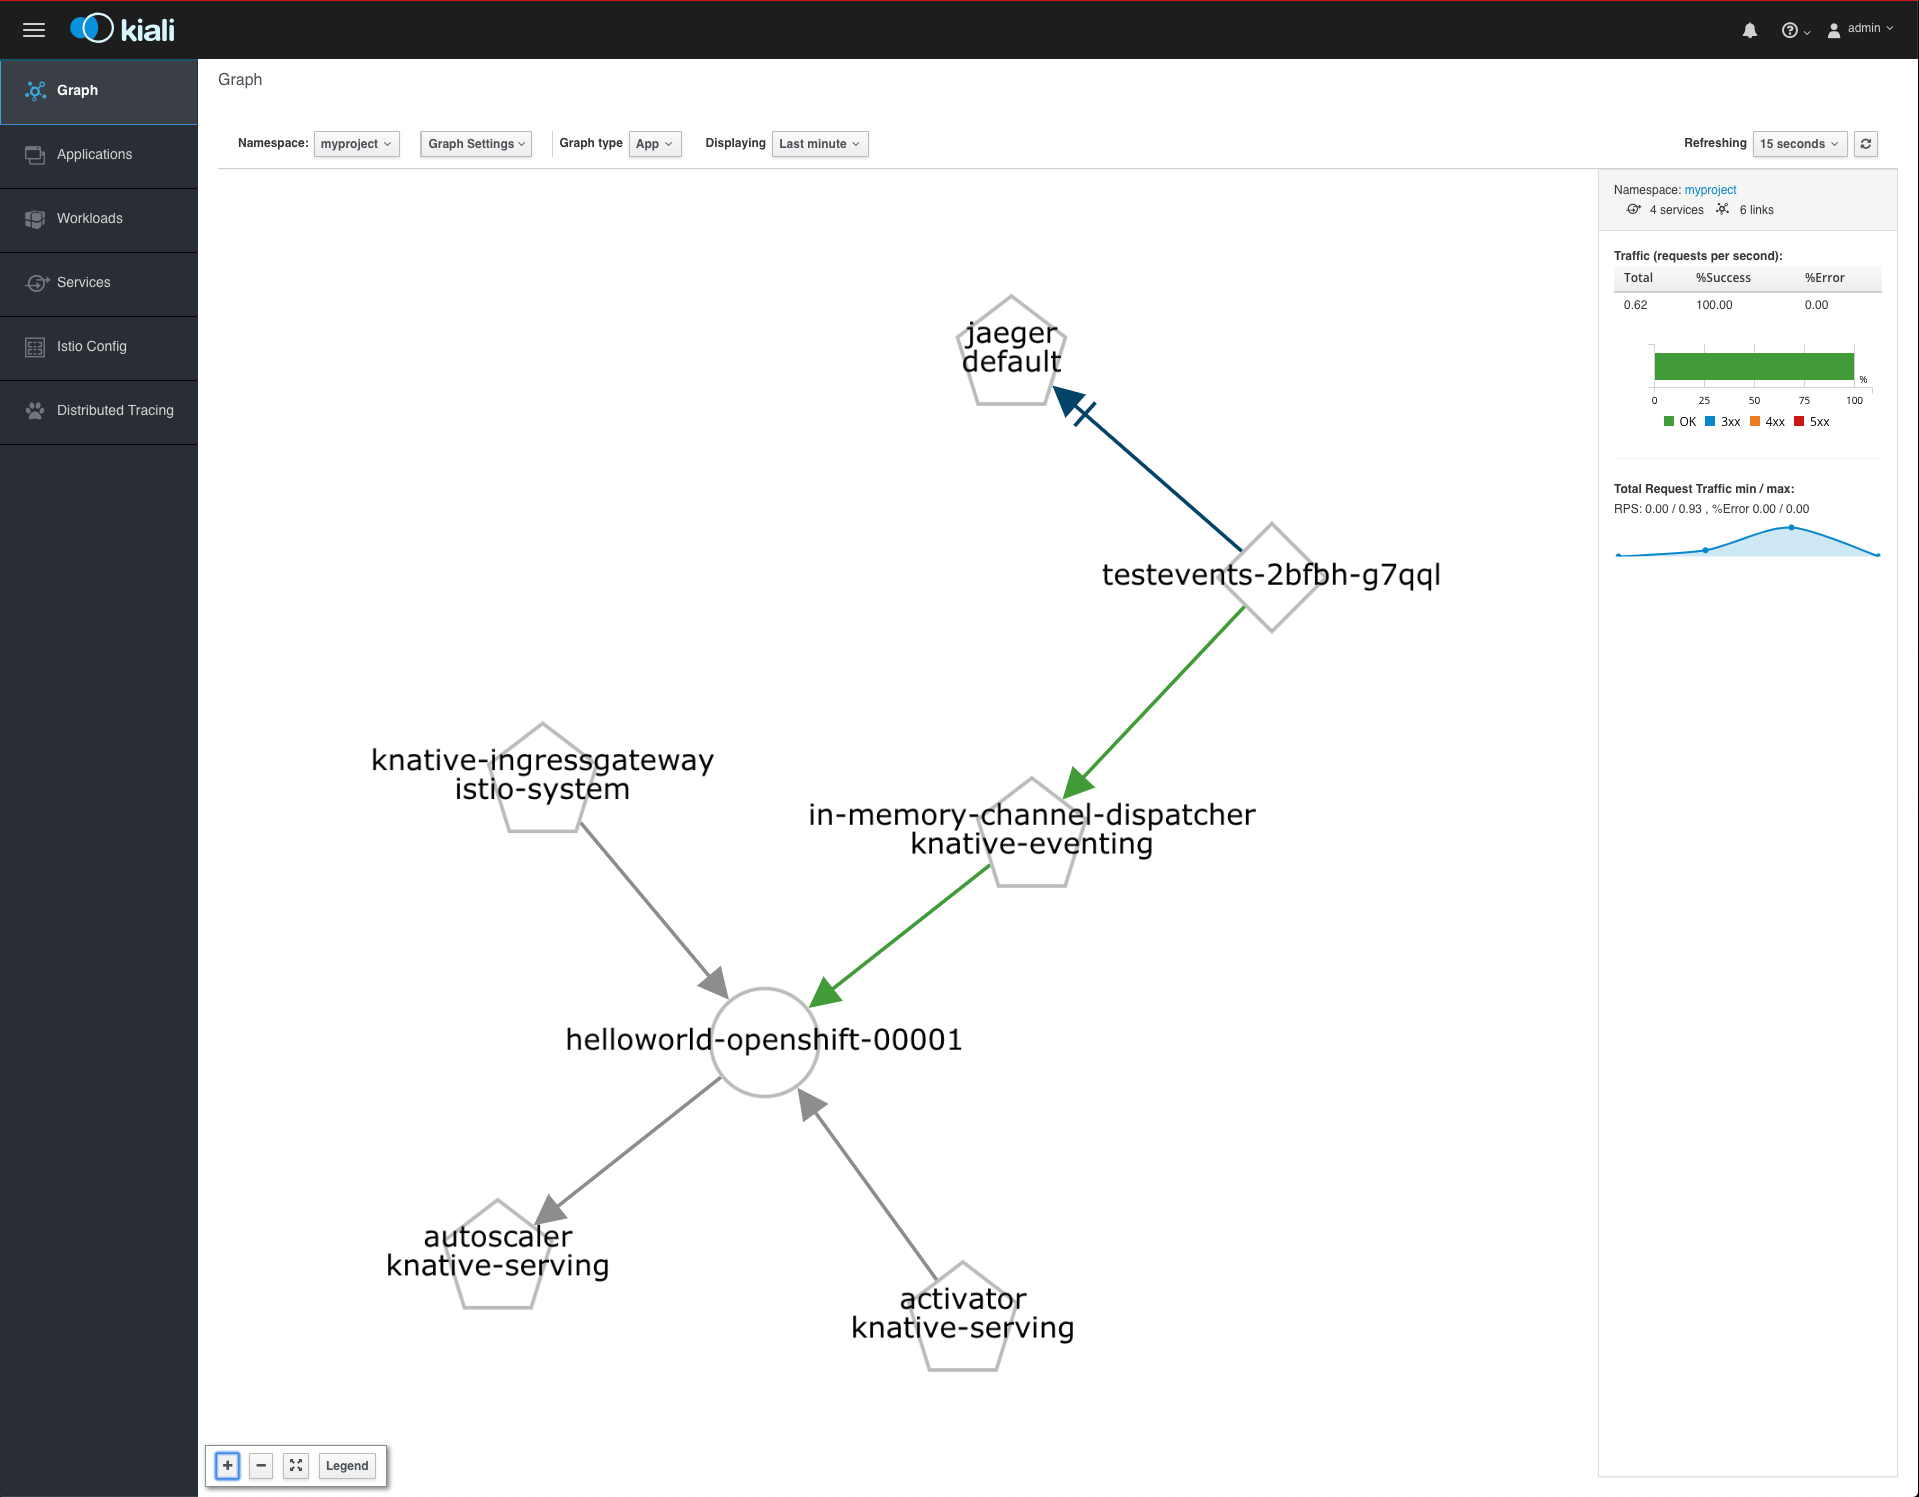 kiali
admin
Graph
Applications
Workloads
Services
Istio Config
Distributed Tracing
Graph
Namespace: myproject Graph Settings Graph type App Displaying Last minute Refreshing 15 seconds
jaeger
default
testevents-2bfbh-g7qql
knative-ingressgateway
istio-system
in-memory-channel-dispatcher
knative-eventing
helloworld-openshift-00001
autoscaler
knative-serving
activator
knative-serving
Legend
Namespace: myproject
4 services 6 links
Traffic (requests per second):
Total %Success %Error
0.62 100.00 0.00
%
0 25 50 75 100
OK 3xx 4xx 5xx
Total Request Traffic min / max:
RPS: 0.00 / 0.93 , %Error 0.00 / 0.00